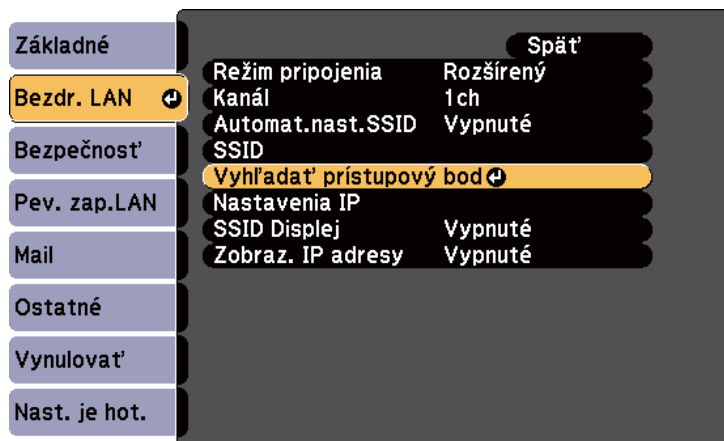 Základné
Bezdr. LAN
Bezpečnosť
Pev. zap.LAN
Mail
Ostatné
Vynulovať
Nast. je hot.
Späť
Režim pripojenia Rozšírený
Kanál 1ch
Automat.nast.SSID Vypnuté
SSID
Vyhľadať prístupový bod
Nastavenia IP
SSID Displej Vypnuté
Zobraz. IP adresy Vypnuté